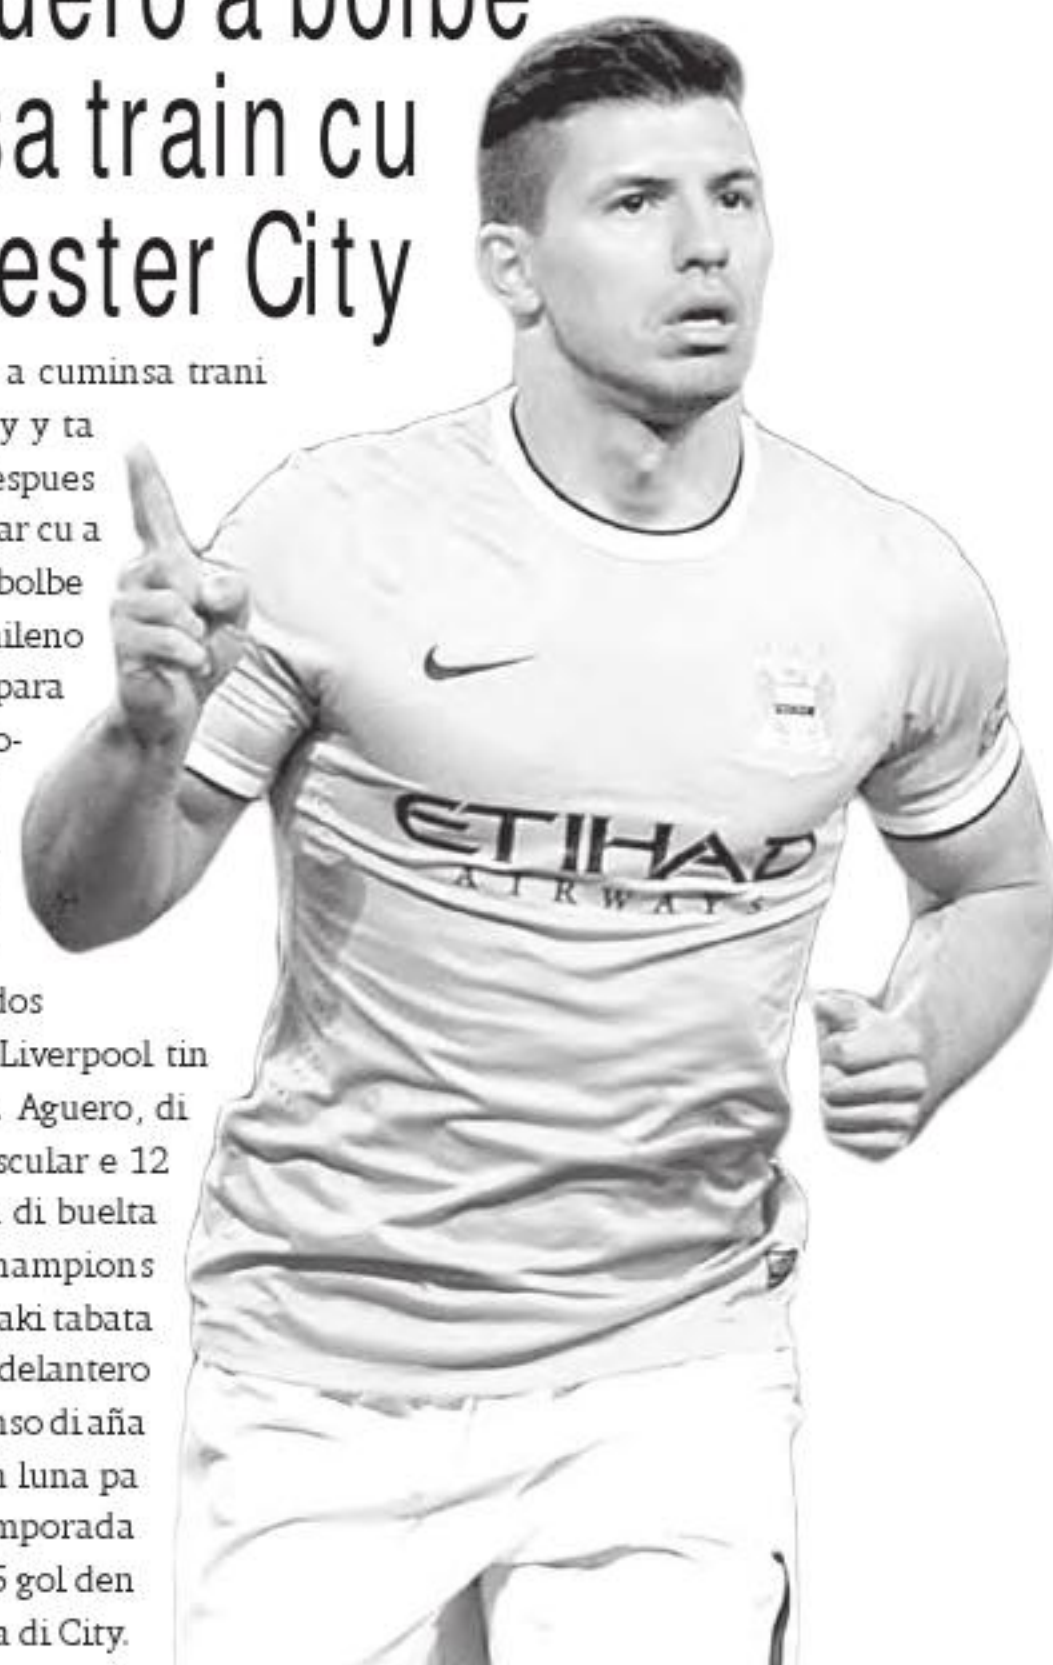 uero a bolbe
sa train cu
ester City
a cuminsa trani
y y ta
espues
ar cu a
bolbe
ileno
para
o-
dos
Liverpool tin
. Aguero, di
scular e 12
di buelta
hampions
aki tabata
delantero
nso di aña
n luna pa
mporada
5 gol den
a di City.
ETIHAD
AIRWAYS